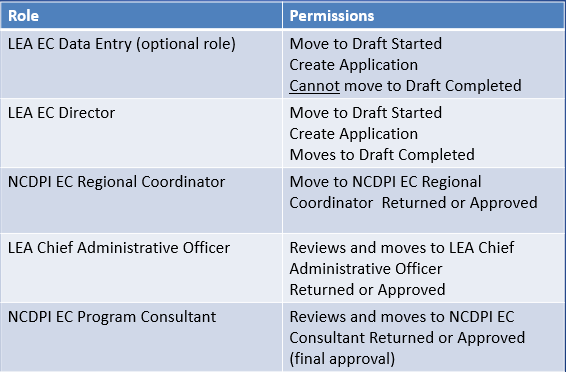 Role Permissions
LEA EC Data Entry (optional role) Move to Draft Started
Create Application
Cannot move to Draft Completed
LEA EC Director Move to Draft Started
Create Application
Moves to Draft Completed
NCDPI EC Regional Coordinator Move to NCDPI EC Regional
Coordinator Returned or Approved
LEA Chief Administrative Officer Reviews and moves to LEA Chief
Administrative Officer
Returned or Approved
NCDPI EC Program Consultant Reviews and moves to NCDPI EC
Consultant Returned or Approved
(final approval)